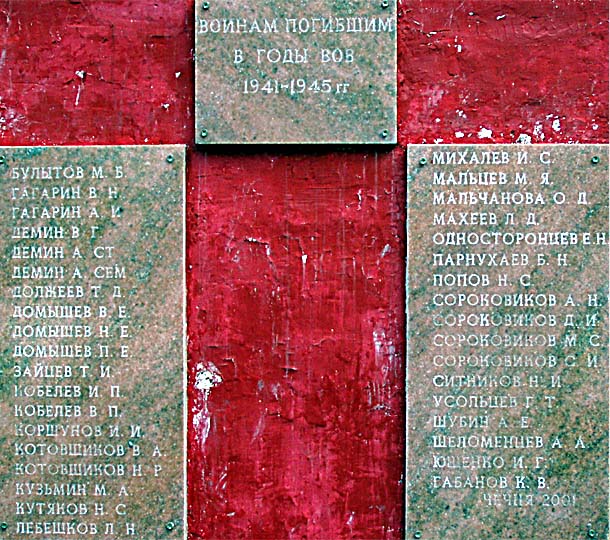 ВОИНАМ ПОГИБШИМ
В ГОДЫ ВОВ
1941-1945 гг
БУЛЫТОВ М. Б.
ГАГАРИН В. Н
ГАГАРИН А. И
ДЕМИН В. Г
ДЕМИН А. СТ
ДЕМИН А. СЕМ
ДОЛЖЕЕВ Т. Д.
ДОМЫШЕВ В. Е.
ДОМЫШЕВ Н. Е.
ДОМЫШЕВ П. Е.
ЗАЙЦЕВ Т. И.
КОБЕЛЕВ И. П.
КОБЕЛЕВ В. П.
КОРШУНОВ И. И.
КОТОВЩИКОВ В. А.
КОТОВЩИКОВ Н. Р
КУЗЬМИН М. А.
КУТЯКОВ Н. С
ЛЕБЕШКОВ Л. Н
МИХАЛЕВ И. С.
МАЛЬЦЕВ М. Я.
МАЛЬЧАНОВА О. Д.
МАХЕЕВ Л. Д.
ОДНОСТОРОНЦЕВ Е. Н
ПАРНУХАЕВ Б. Н
ПОПОВ Н. С.
СОРОКОВИКОВ А. Н
СОРОКОВИКОВ Д. И.
СОРОКОВИКОВ М. С.
СОРОКОВИКОВ С. И
СИТНИКОВ Н. И
УСОЛЬЦЕВ Г. Т
ШУБИН А. Е.
ШЕЛОМЕНЦЕВ А. А.
ЮЩЕНКО И. Г.
ГАБАНОВ К. В.
ЧЕЧНЯ 2001